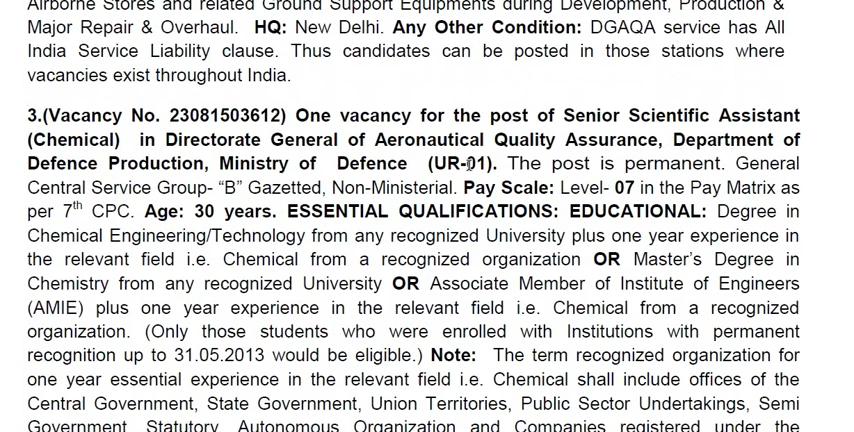 Airborne Stores and related Ground Support Equipments during Development, Production &
Major Repair & Overhaul. HQ: New Delhi. Any Other Condition: DGAQA service has All
India Service Liability clause. Thus candidates can be posted in those stations where
vacancies exist throughout India.
3.(Vacancy No. 23081503612) One vacancy for the post of Senior Scientific Assistant
(Chemical) in Directorate General of Aeronautical Quality Assurance, Department of
Defence Production, Ministry of Defence (UR-01). The post is permanent. General
Central Service Group- “B” Gazetted, Non-Ministerial. Pay Scale: Level- 07 in the Pay Matrix as
per 7th CPC. Age: 30 years. ESSENTIAL QUALIFICATIONS: EDUCATIONAL: Degree in
Chemical Engineering/Technology from any recognized University plus one year experience in
the relevant field i.e. Chemical from a recognized organization OR Master’s Degree in
Chemistry from any recognized University OR Associate Member of Institute of Engineers
(AMIE) plus one year experience in the relevant field i.e. Chemical from a recognized
organization. (Only those students who were enrolled with Institutions with permanent
recognition up to 31.05.2013 would be eligible.) Note: The term recognized organization for
one year essential experience in the relevant field i.e. Chemical shall include offices of the
Central Government, State Government, Union Territories, Public Sector Undertakings, Semi
Government, Statutory, Autonomous Organization and Companies registered under the